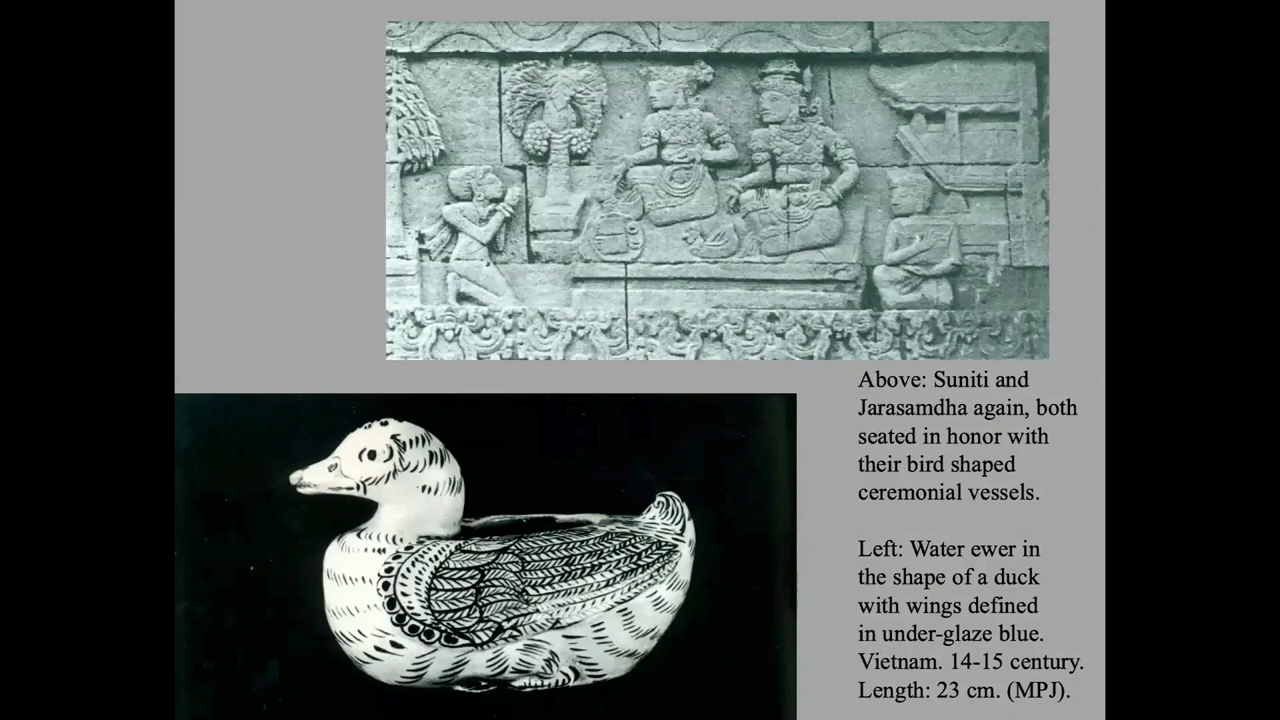 Above: Suniti and
Jarasamdha again, both
seated in honor with
their bird shaped
ceremonial vessels.
Left: Water ewer in
the shape of a duck
with wings defined
in under-glaze blue.
Vietnam. 14-15 century.
Length: 23 cm. (MPJ).